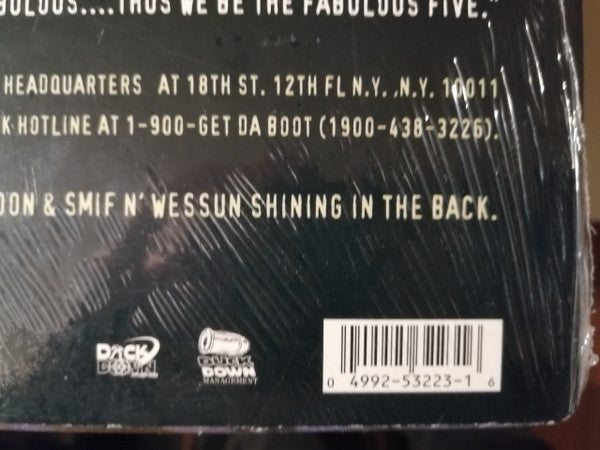 BULOUS....THUS WE BE THE FABULOUS FIVE."
HEADQUARTERS AT 18TH ST. 12TH FL N.Y. .N.Y. 10011
K HOTLINE AT 1-900-GET DA BOOT (1900-438-3226).
OON & SMIF N' WESSUN SHINING IN THE BACK.
DUCK
DOWN
DUCK
DOWN
MANAGEMENT
0 4992-53223-1 6